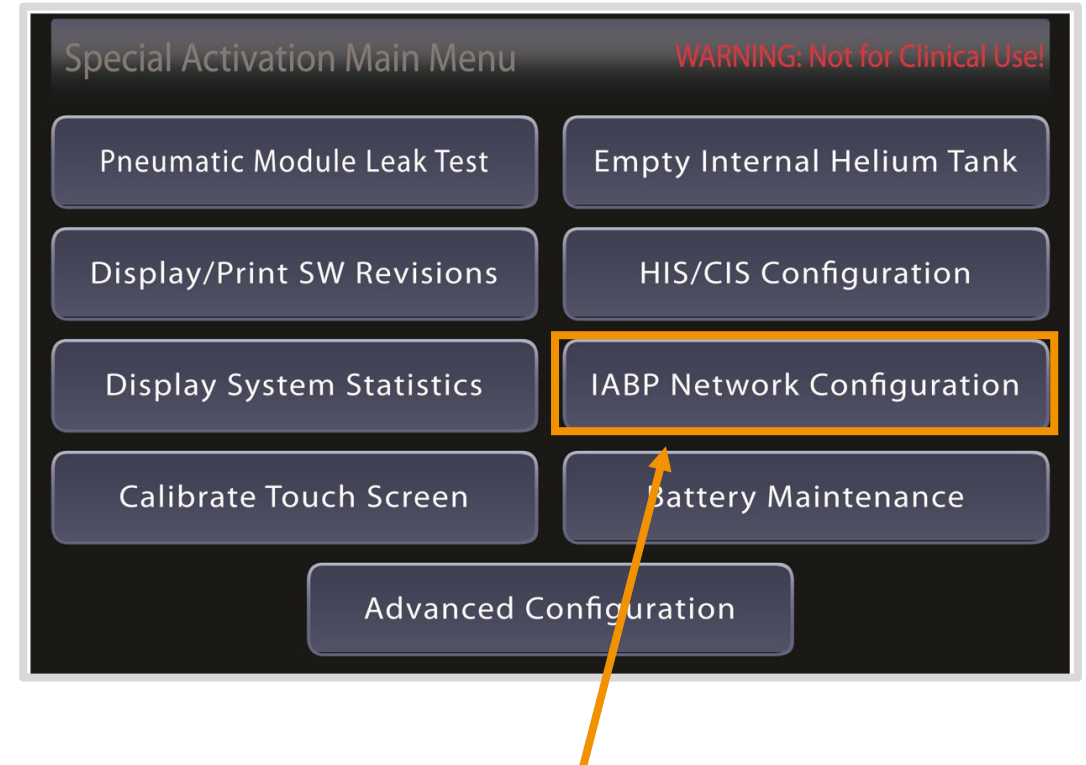 Special Activation Main Menu WARNING: Not for Clinical Use!
Pneumatic Module Leak Test Empty Internal Helium Tank
Display/Print SW Revisions HIS/CIS Configuration
Display System Statistics IABP Network Configuration
Calibrate Touch Screen Battery Maintenance
Advanced Configuration